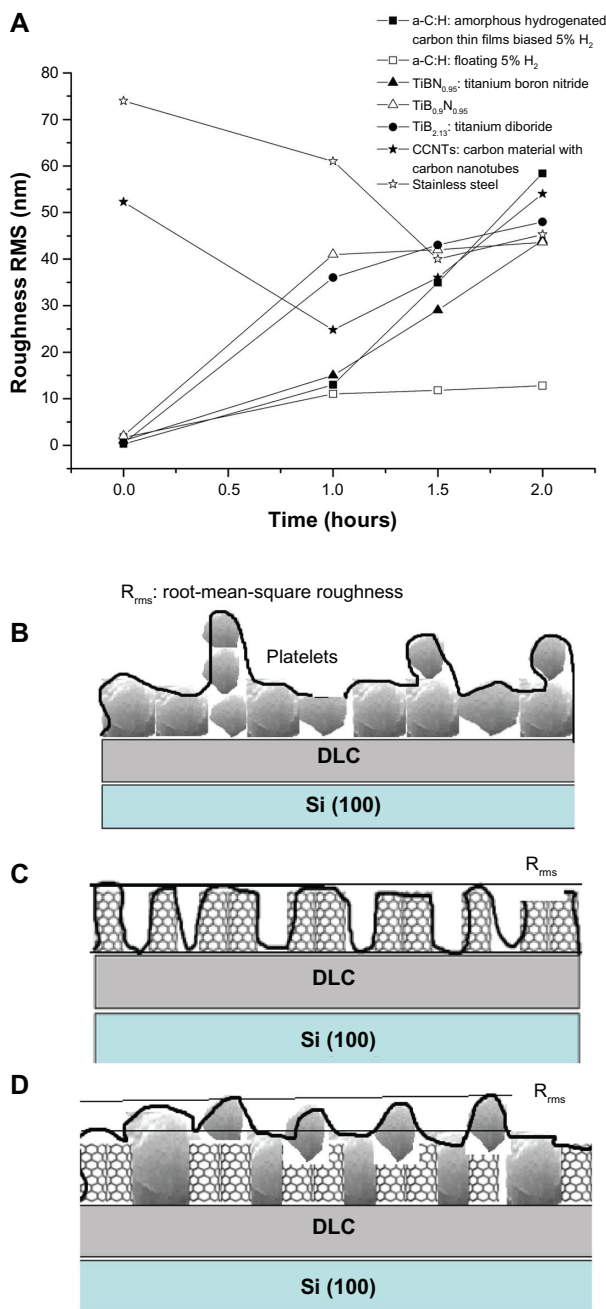 A
a-C:H: amorphous hydrogenated
carbon thin films biased 5% H₂
a-C:H: floating 5% H₂
TiBN₀.₉₅: titanium boron nitride
TiB₀.₉N₀.₉₅
TiB₂.₁₃: titanium diboride
CCNTs: carbon material with
carbon nanotubes
Stainless steel
80
70
60
50
40
30
20
10
0
Roughness RMS (nm)
0.0 0.5 1.0 1.5 2.0
Time (hours)
Rrms: root-mean-square roughness
B
Platelets
DLC
Si (100)
C
Rrms
DLC
Si (100)
D
Rrms
DLC
Si (100)